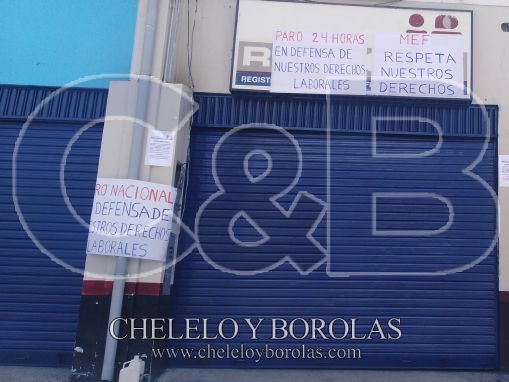 PARO 24 HORAS
EN DEFENSA DE
NUESTROS DERECHOS
LABORALES
MEF
RESPETA
NUESTROS
DERECHOS
R
REGIST
RO NACIONAL
DEFENSA DE
STROS DERECHOS
LABORALES
C&B
CHELELO Y BOROLAS
www.cheleloyborolas.com